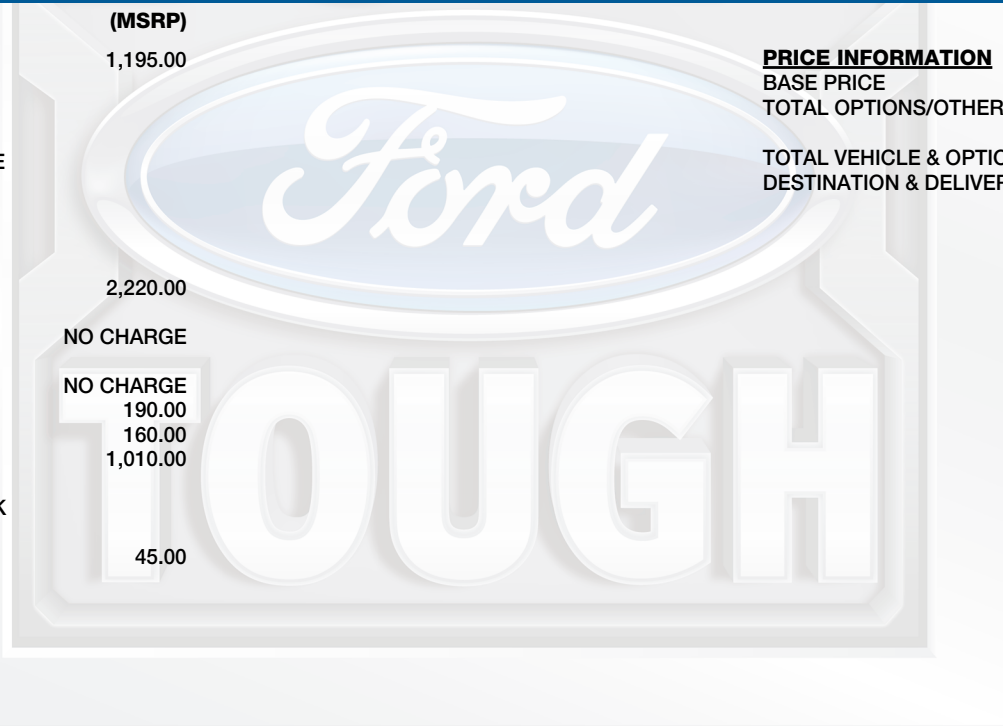 (MSRP)
1,195.00
PRICE INFORMATION
BASE PRICE
TOTAL OPTIONS/OTHER
E
TOTAL VEHICLE & OPTIO
DESTINATION & DELIVER
Ford
2,220.00
NO CHARGE
NO CHARGE
190.00
160.00
1,010.00
K
45.00
TOUGH